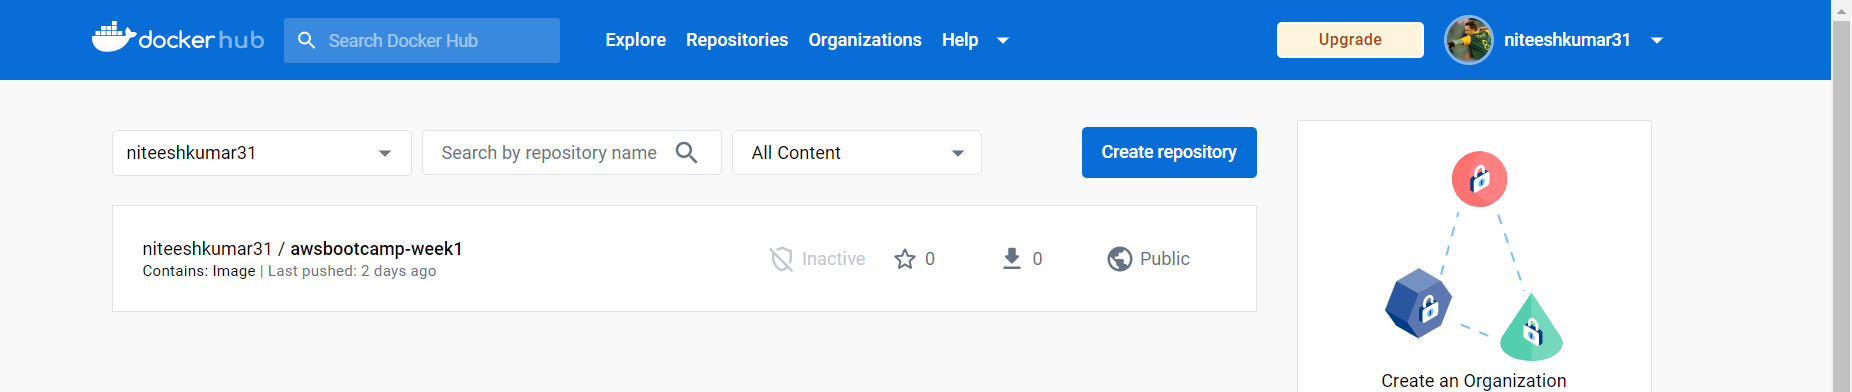 docker hub Search Docker Hub Explore Repositories Organizations Help Upgrade niteeshkumar31
niteeshkumar31 Search by repository name All Content Create repository
niteeshkumar31 / awsbootcamp-week1 Inactive 0 0 Public
Contains: Image | Last pushed: 2 days ago
Create an Organization